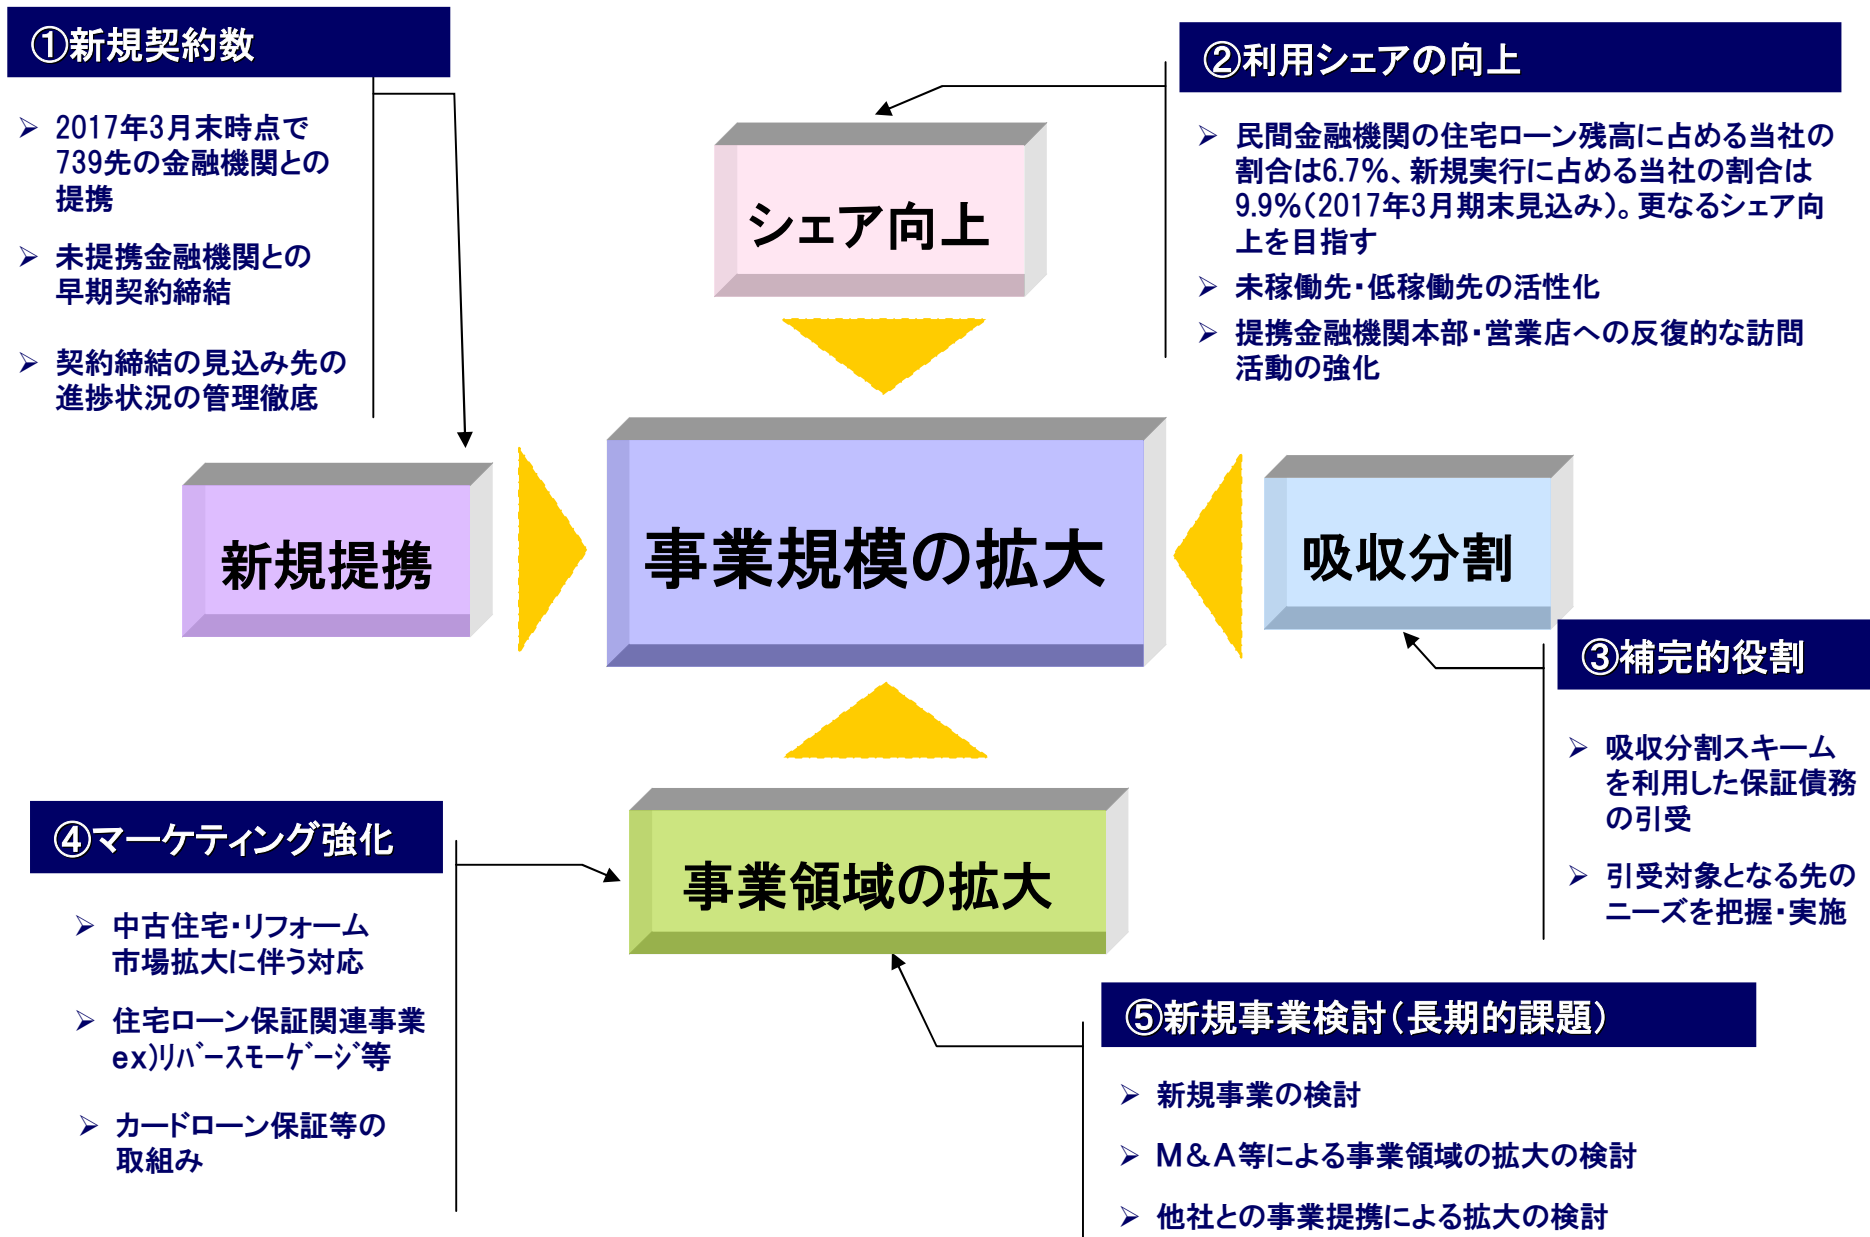 ①新規契約数
➢ 2017年3月末時点で
739先の金融機関との
提携
➢ 未提携金融機関との
早期契約締結
➢ 契約締結の見込み先の
進捗状況の管理徹底
②利用シェアの向上
➢ 民間金融機関の住宅ローン残高に占める当社の
割合は6.7%、新規実行に占める当社の割合は
9.9%(2017年3月期末見込み)。更なるシェア向
上を目指す
➢ 未稼働先・低稼働先の活性化
➢ 提携金融機関本部・営業店への反復的な訪問
活動の強化
シェア向上
新規提携
事業規模の拡大
吸収分割
③補完的役割
➢ 吸収分割スキーム
を利用した保証債務
の引受
➢ 引受対象となる先の
ニーズを把握・実施
事業領域の拡大
④マーケティング強化
➢ 中古住宅・リフォーム
市場拡大に伴う対応
➢ 住宅ローン保証関連事業
ex)ﾘﾊﾞｰｽﾓｰｹﾞｰｼﾞ等
➢ カードローン保証等の
取組み
⑤新規事業検討(長期的課題)
➢ 新規事業の検討
➢ M&A等による事業領域の拡大の検討
➢ 他社との事業提携による拡大の検討